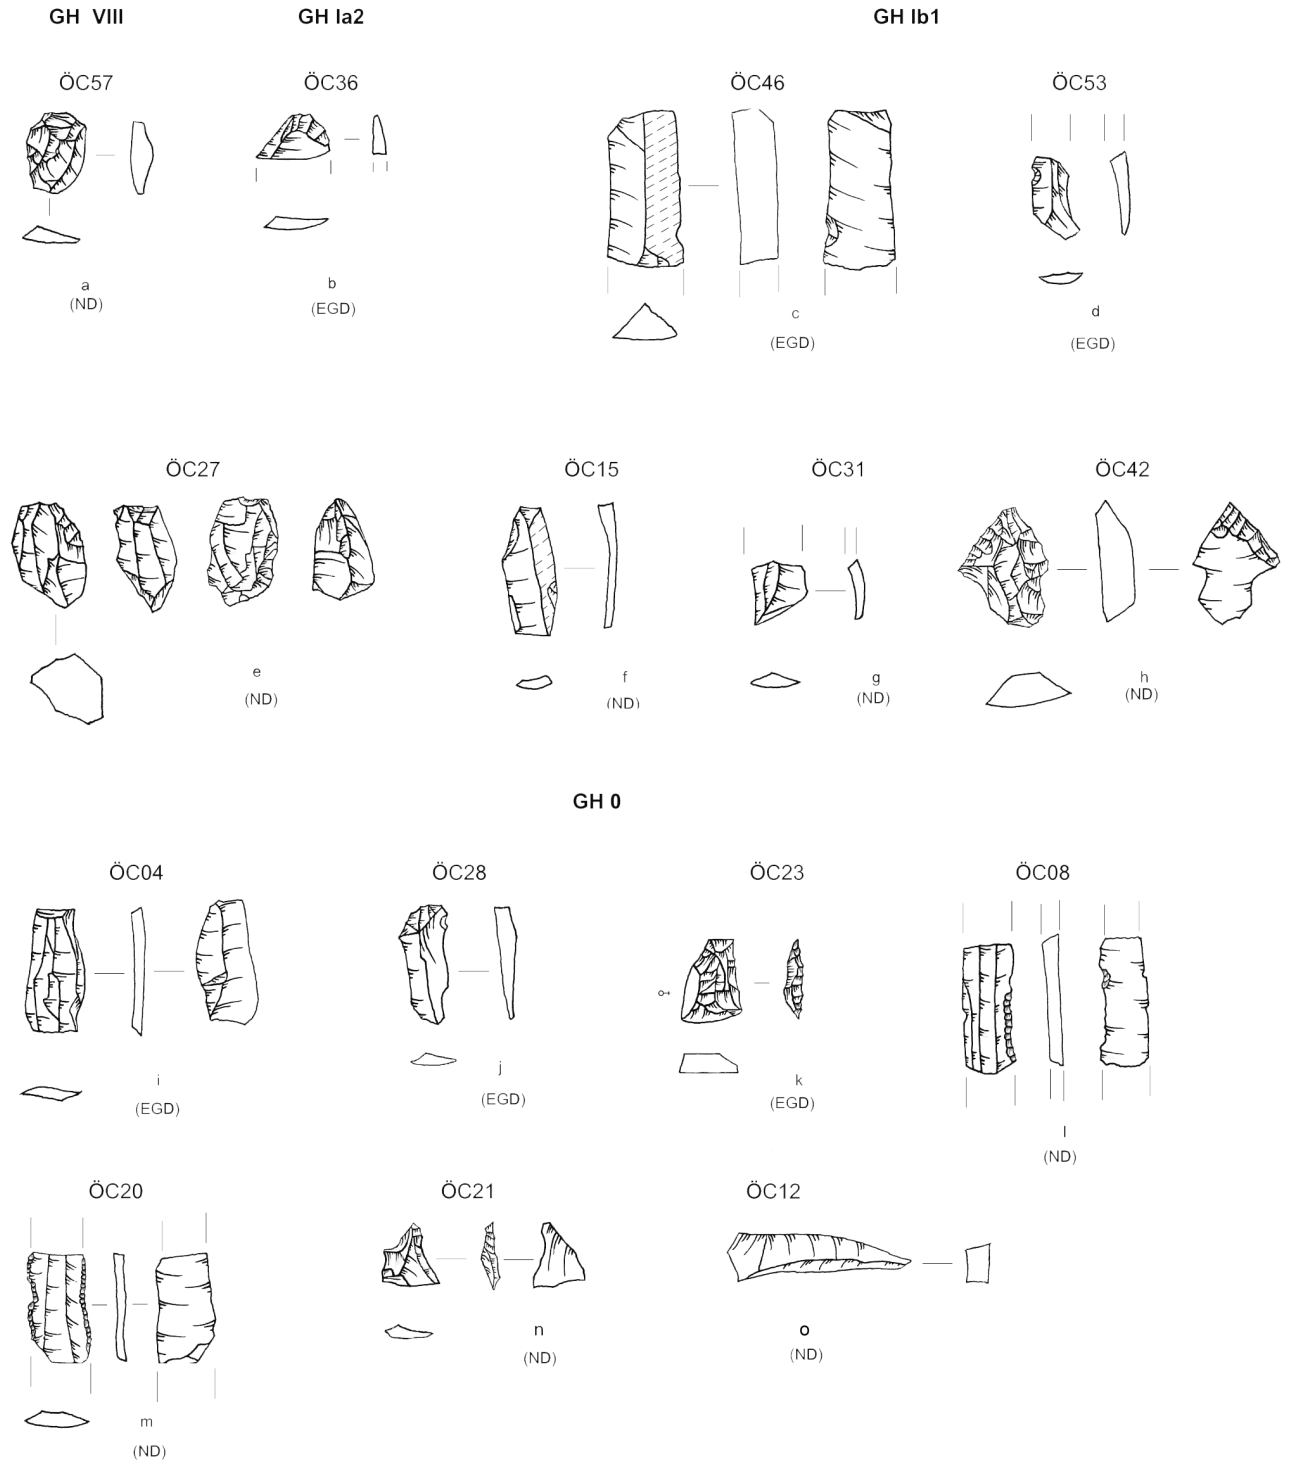 GH VIII
GH Ia2
GH Ib1
ÖC57
ÖC36
ÖC46
ÖC53
a
(ND)
b
(EGD)
c
(EGD)
d
(EGD)
ÖC27
ÖC15
ÖC31
ÖC42
e
(ND)
f
(ND)
g
(ND)
h
(ND)
GH 0
ÖC04
ÖC28
ÖC23
ÖC08
i
(EGD)
j
(EGD)
k
(EGD)
l
(ND)
ÖC20
ÖC21
ÖC12
m
(ND)
n
(ND)
o
(ND)